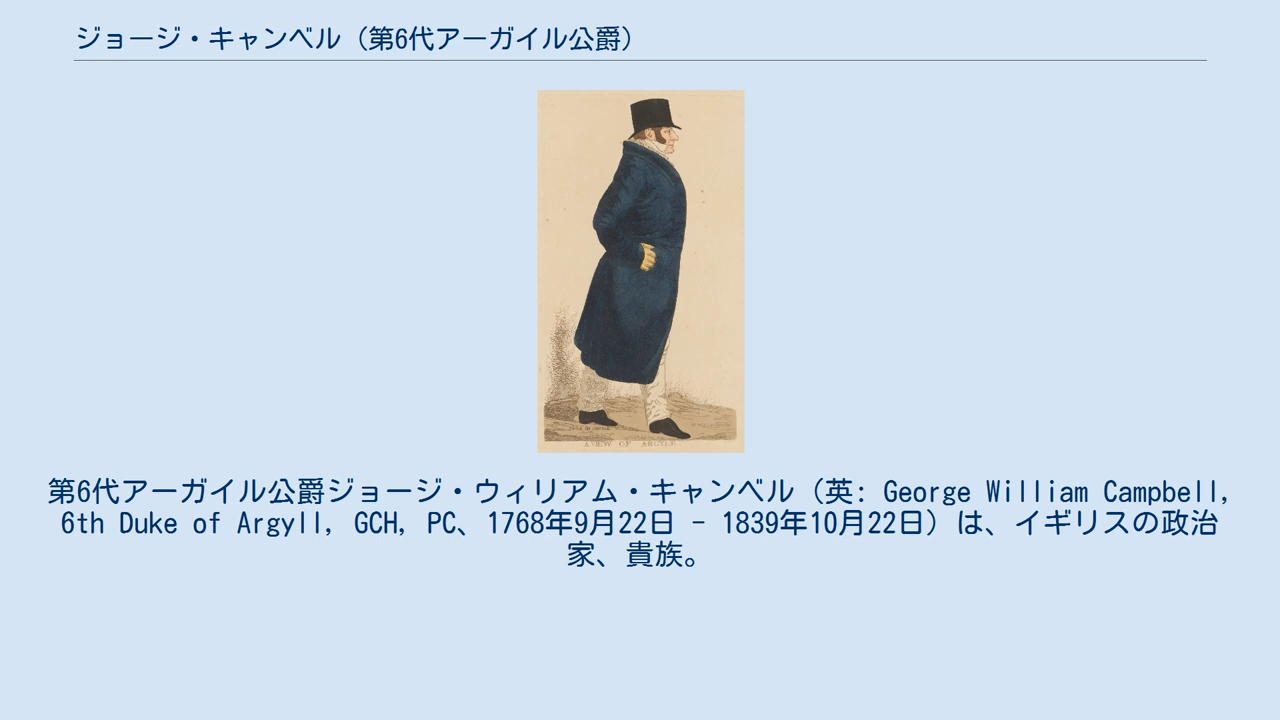 ジョージ・キャンベル（第6代アーガイル公爵）
A VIEW OF ARGYLE
第6代アーガイル公爵ジョージ・ウィリアム・キャンベル（英: George William Campbell,
6th Duke of Argyll, GCH, PC、1768年9月22日 - 1839年10月22日）は、イギリスの政治
家、貴族。